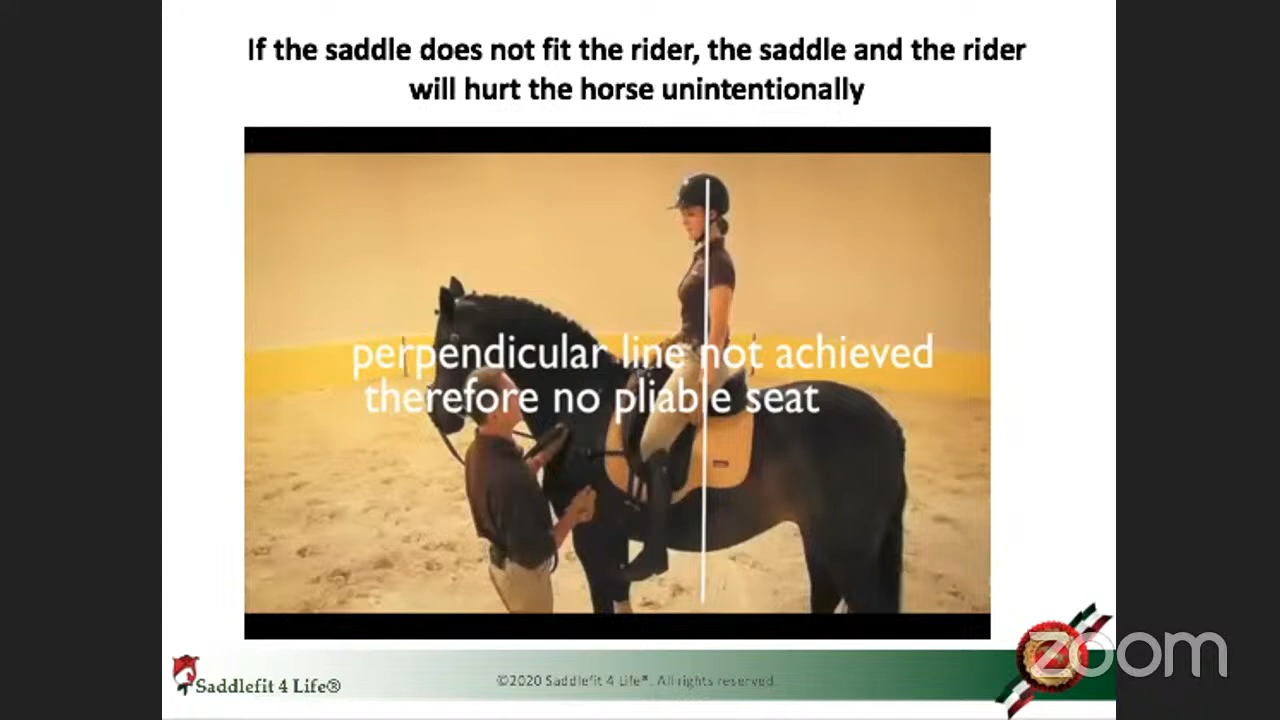 If the saddle does not fit the rider, the saddle and the rider
will hurt the horse unintentionally
perpendicular line not achieved
therefore no pliable seat
Saddlefit 4 Life®
©2020 Saddlefit 4 Life®. All rights reserved.
zoom